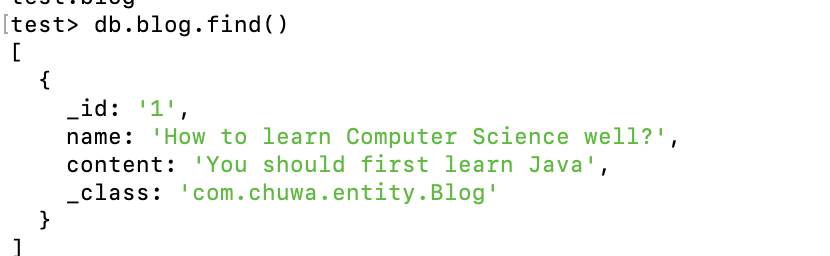 test> db.blog.find()
[
  {
    _id: '1',
    name: 'How to learn Computer Science well?',
    content: 'You should first learn Java',
    _class: 'com.chuwa.entity.Blog'
  }
]